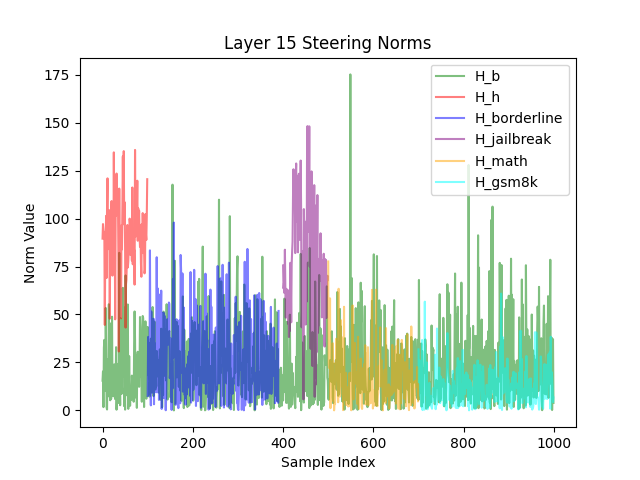 Layer 15 Steering Norms
Norm Value
175
150
125
100
75
50
25
0
H_b
H_h
H_borderline
H_jailbreak
H_math
H_gsm8k
0
200
400
600
800
1000
Sample Index